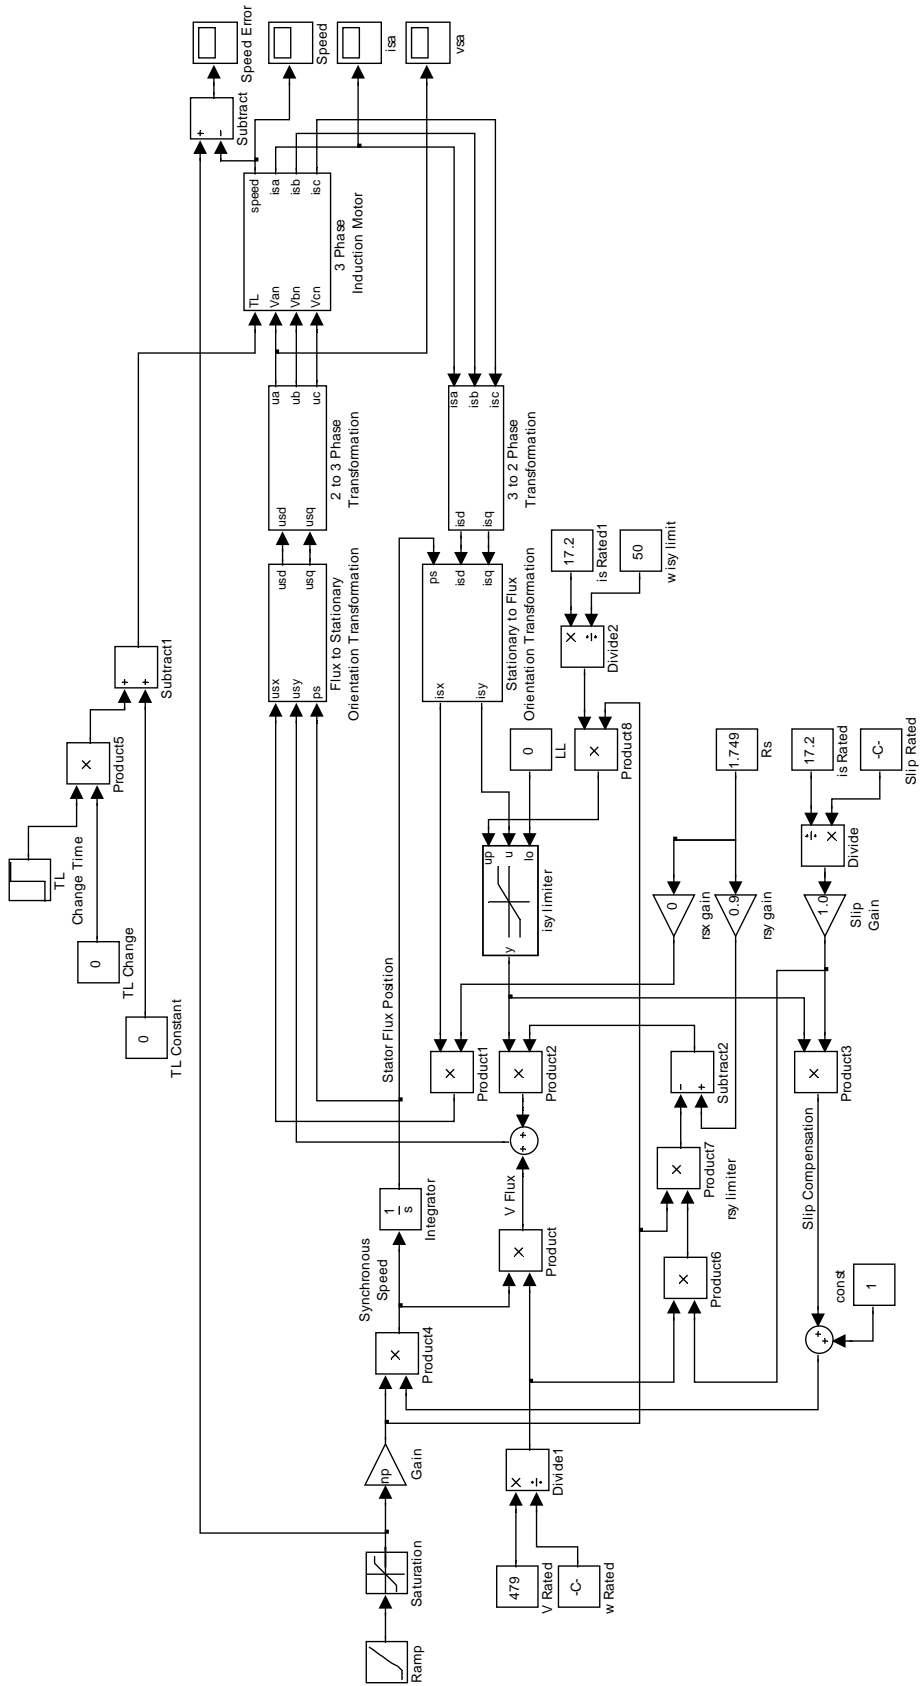 Ramp
Saturation
np
Gain
×
Product4
Synchronous
Speed
1
s
Integrator
Stator Flux Position
479
V Rated
-C-
w Rated
×
÷
Divide1
×
Product
V Flux
+
+
×
Product1
×
Product2
×
Product6
×
Product7
rsy limiter
−
+
Subtract2
1
const
+
+
Slip Compensation
×
Product3
0
TL Constant
0
TL Change
TL
Change Time
×
Product5
+
+
Subtract1
usx
usy
ps
usd
usq
Flux to Stationary
Orientation Transformation
usd
usq
ua
ub
uc
2 to 3 Phase
Transformation
TL
Van
Vbn
Vcn
speed
isa
isb
isc
3 Phase
Induction Motor
+
−
Subtract
Speed Error
Speed
isa
vsa
isa
isb
isc
isd
isq
3 to 2 Phase
Transformation
ps
isd
isq
isx
isy
Stationary to Flux
Orientation Transformation
up
u
lo
y
isy limiter
0
LL
×
Product8
×
÷
Divide2
17.2
is Rated1
50
w isy limit
0
rsx gain
0.9
rsy gain
1.749
Rs
1.0
Slip
Gain
÷
×
Divide
17.2
is Rated
-C-
Slip Rated